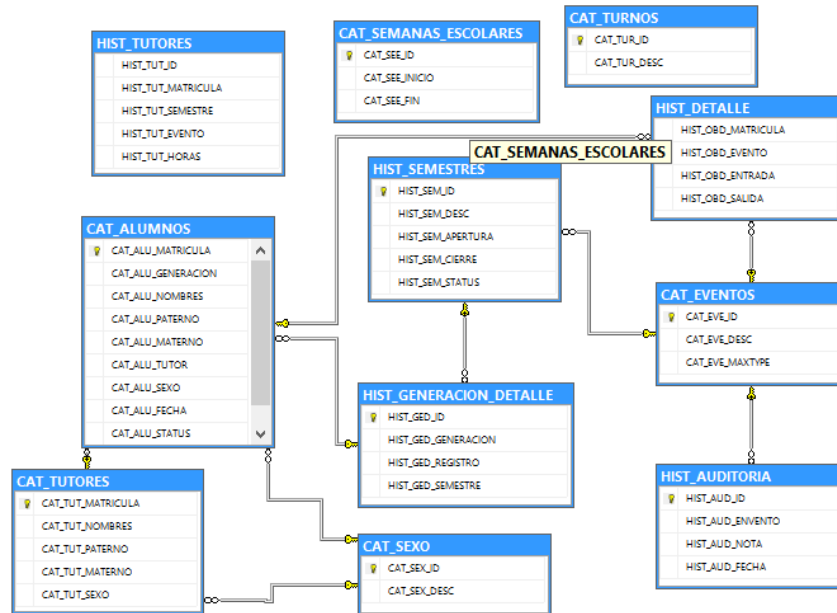 HIST_TUTORES
HIST_TUT_ID
HIST_TUT_MATRICULA
HIST_TUT_SEMESTRE
HIST_TUT_EVENTO
HIST_TUT_HORAS
CAT_SEMANAS_ESCOLARES
CAT_SEE_ID
CAT_SEE_INICIO
CAT_SEE_FIN
CAT_TURNOS
CAT_TUR_ID
CAT_TUR_DESC
HIST_DETALLE
HIST_OBD_MATRICULA
HIST_OBD_EVENTO
HIST_OBD_ENTRADA
HIST_OBD_SALIDA
CAT_SEMANAS_ESCOLARES
HIST_SEMESTRES
HIST_SEM_ID
HIST_SEM_DESC
HIST_SEM_APERTURA
HIST_SEM_CIERRE
HIST_SEM_STATUS
CAT_ALUMNOS
CAT_ALU_MATRICULA
CAT_ALU_GENERACION
CAT_ALU_NOMBRES
CAT_ALU_PATERNO
CAT_ALU_MATERNO
CAT_ALU_TUTOR
CAT_ALU_SEXO
CAT_ALU_FECHA
CAT_ALU_STATUS
CAT_EVENTOS
CAT_EVE_ID
CAT_EVE_DESC
CAT_EVE_MAXTYPE
HIST_GENERACION_DETALLE
HIST_GED_ID
HIST_GED_GENERACION
HIST_GED_REGISTRO
HIST_GED_SEMESTRE
CAT_TUTORES
CAT_TUT_MATRICULA
CAT_TUT_NOMBRES
CAT_TUT_PATERNO
CAT_TUT_MATERNO
CAT_TUT_SEXO
CAT_SEXO
CAT_SEX_ID
CAT_SEX_DESC
HIST_AUDITORIA
HIST_AUD_ID
HIST_AUD_ENVENTO
HIST_AUD_NOTA
HIST_AUD_FECHA